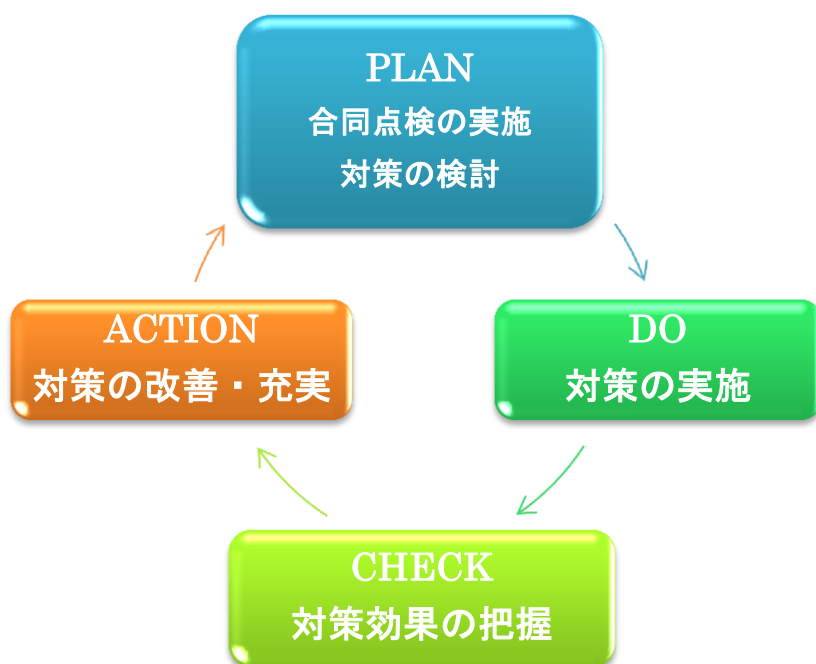 PLAN
合同点検の実施
対策の検討
DO
対策の実施
CHECK
対策効果の把握
ACTION
対策の改善・充実